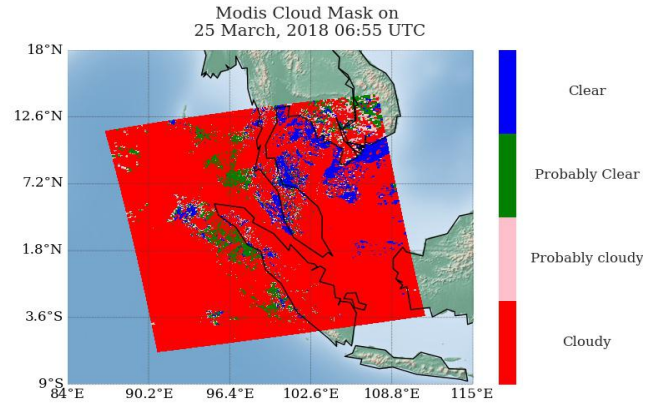 Modis Cloud Mask on
25 March, 2018 06:55 UTC
18°N
12.6°N
7.2°N
1.8°N
3.6°S
9°S
84°E 90.2°E 96.4°E 102.6°E 108.8°E 115°E
Clear
Probably Clear
Probably cloudy
Cloudy